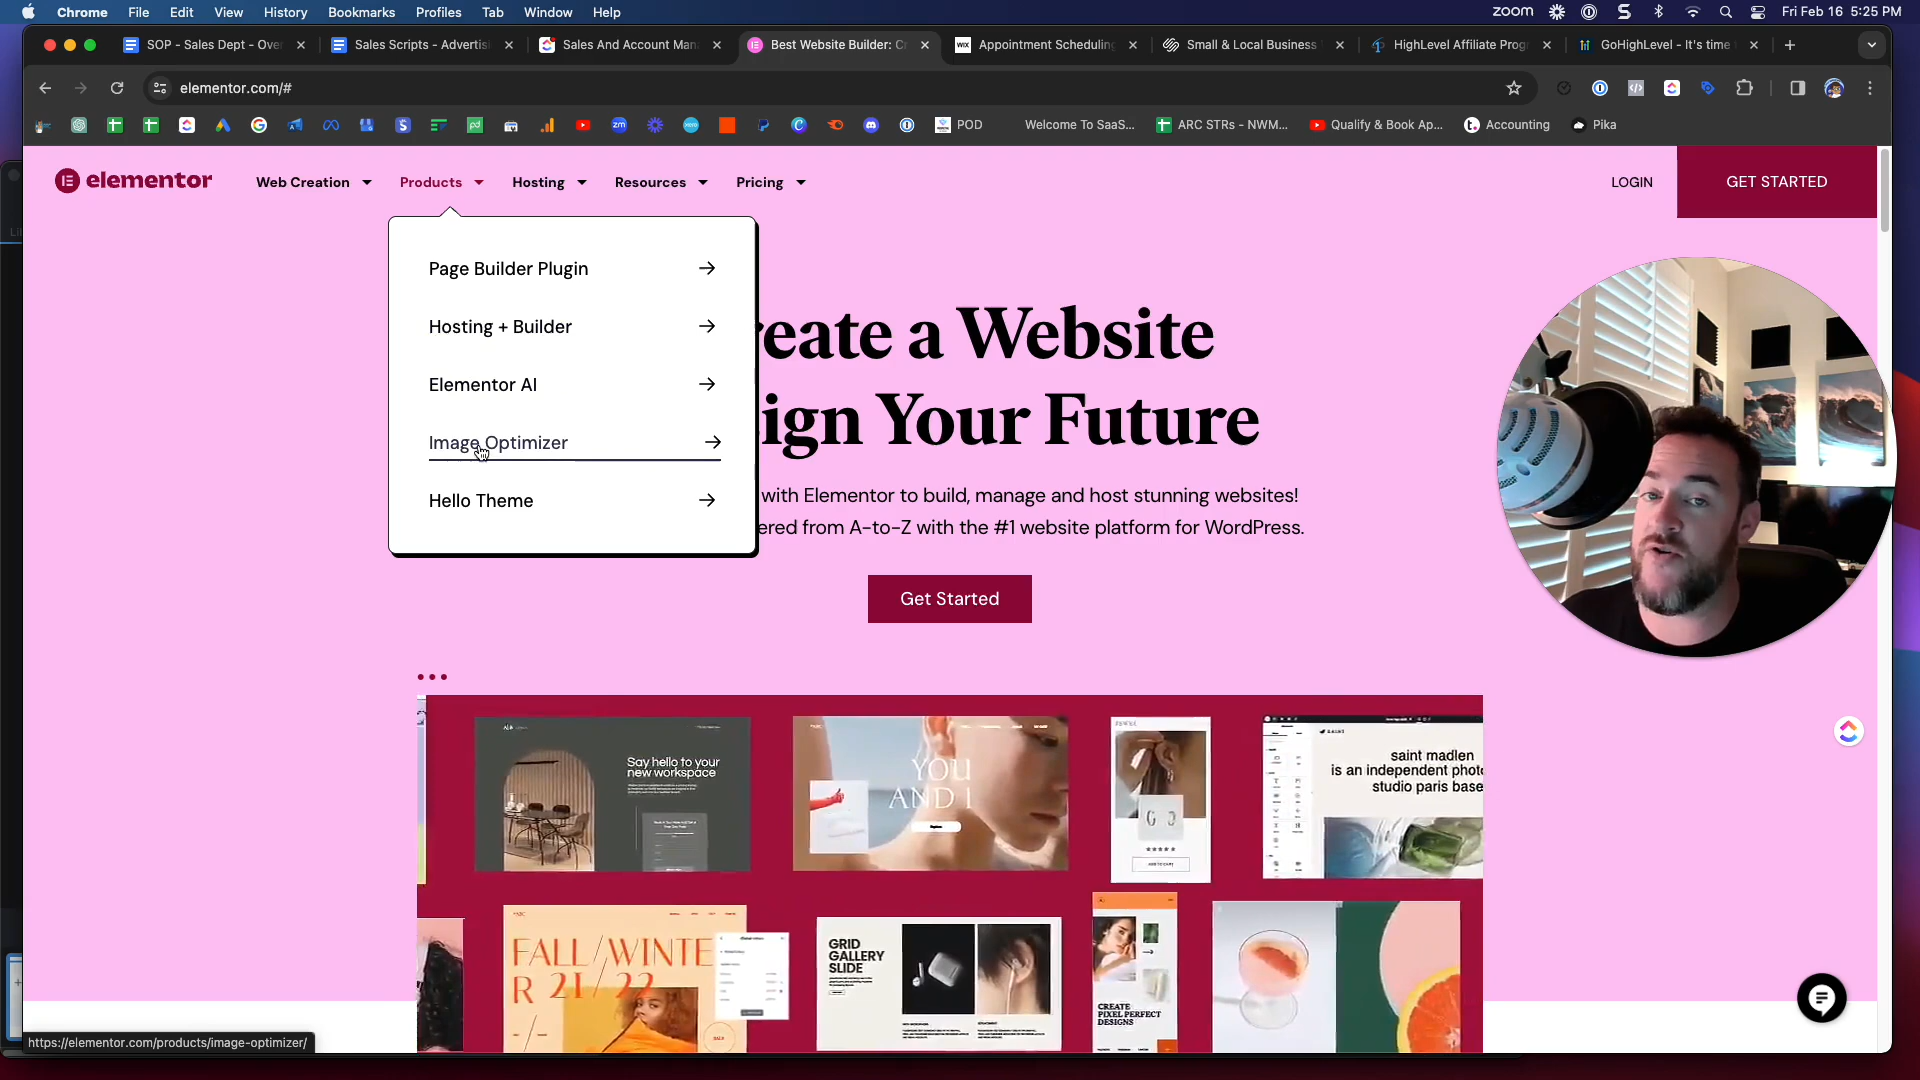 Chrome File Edit View History Bookmarks Profiles Tab Window Help
zoom Fri Feb 16 5:25 PM
SOP - Sales Dept - Over
Sales Scripts - Advertisi
Sales And Account Man
Best Website Builder: Cr
Appointment Scheduling
Small & Local Business
HighLevel Affiliate Prog
GoHighLevel - It's time
elementor.com/#
POD
Welcome To SaaS...
ARC STRs - NWM...
Qualify & Book Ap...
Accounting
Pika
elementor
Web Creation
Products
Hosting
Resources
Pricing
LOGIN
GET STARTED
Page Builder Plugin
Hosting + Builder
Elementor AI
Image Optimizer
Hello Theme
reate a Website
ign Your Future
with Elementor to build, manage and host stunning websites!
ered from A-to-Z with the #1 website platform for WordPress.
Get Started
Say hello to your
new workspace
YOU
AND I
saint madlen
is an independent phot
studio paris base
FALL/WINTE
R 21/22
GRID
GALLERY
SLIDE
CREATE
PIXEL PERFECT
DESIGNS
https://elementor.com/products/image-optimizer/